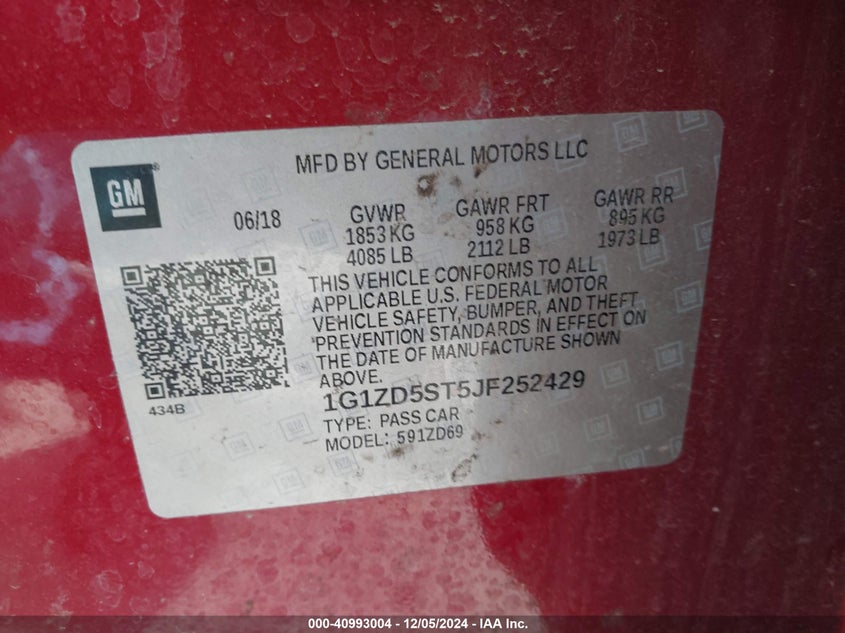 GM
®
MFD BY GENERAL MOTORS LLC
06/18
GVWR
1853 KG
4085 LB
GAWR FRT
958 KG
2112 LB
GAWR RR
895 KG
1973 LB
THIS VEHICLE CONFORMS TO ALL
APPLICABLE U.S. FEDERAL MOTOR
VEHICLE SAFETY, BUMPER, AND THEFT
PREVENTION STANDARDS IN EFFECT ON
THE DATE OF MANUFACTURE SHOWN
ABOVE.
434B
1G1ZD5ST5JF252429
TYPE: PASS CAR
MODEL: 591ZD69
000-40993004 - 12/05/2024 - IAA Inc.